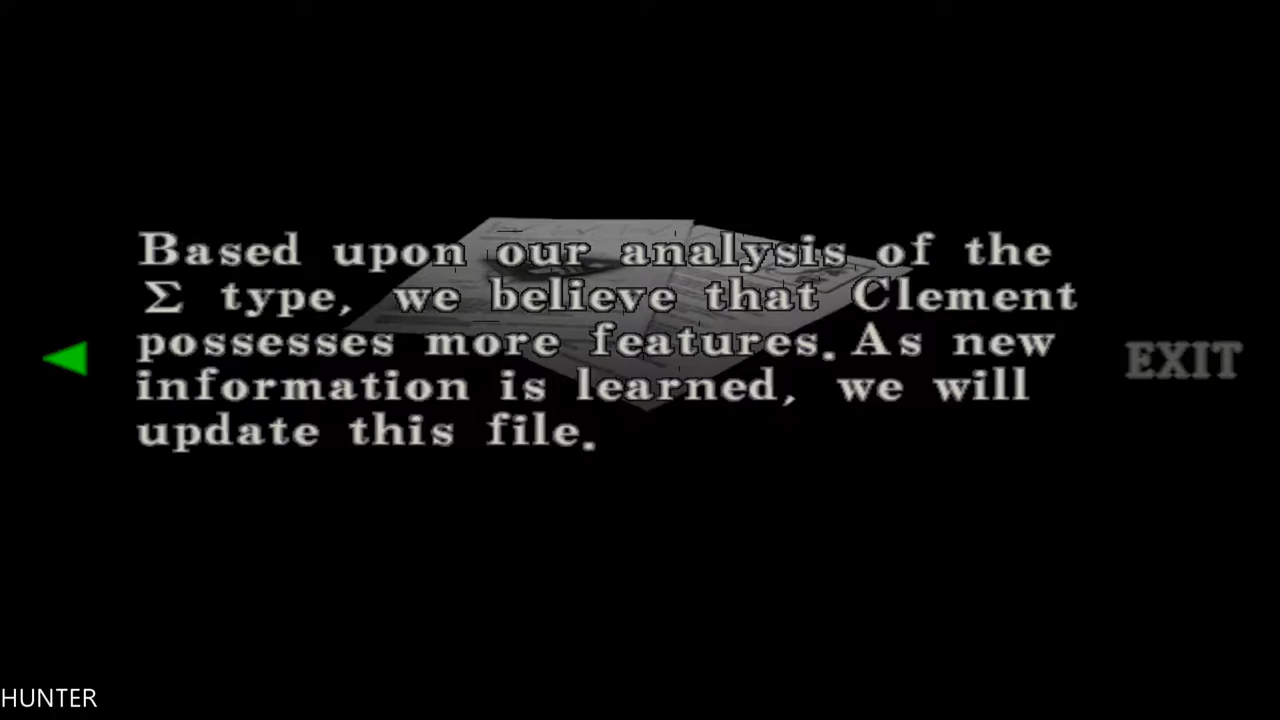 Based upon our analysis of the
Σ type, we believe that Clement
possesses more features. As new
information is learned, we will
update this file.
EXIT
HUNTER